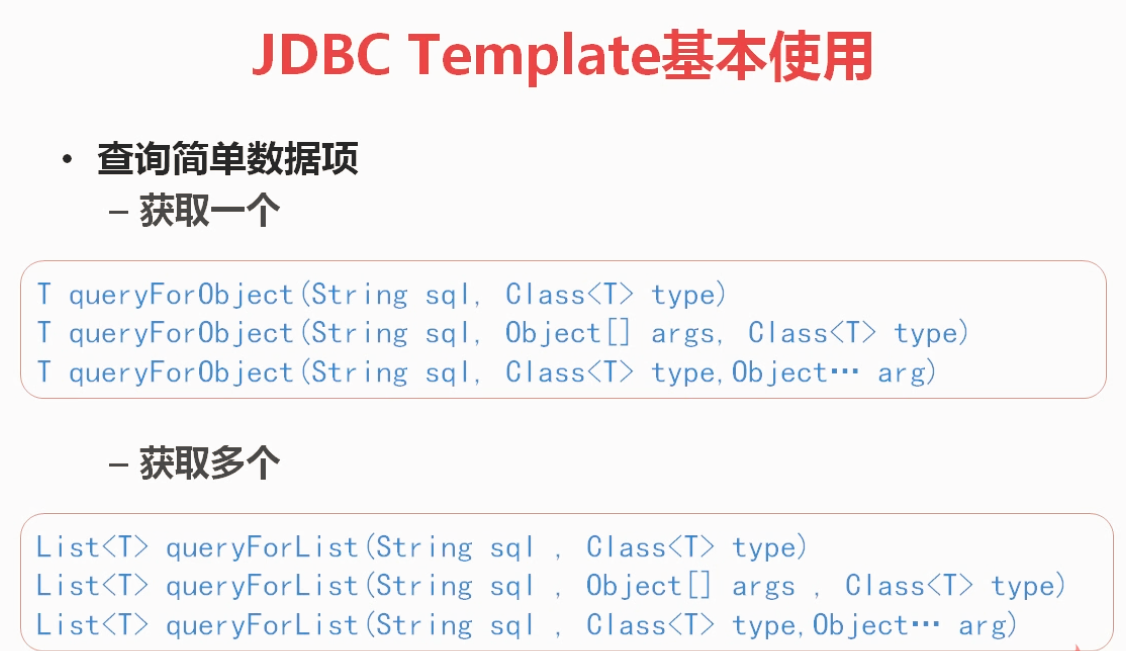 JDBC Template基本使用
• 查询简单数据项
– 获取一个
T queryForObject(String sql, Class<T> type)
T queryForObject(String sql, Object[] args, Class<T> type)
T queryForObject(String sql, Class<T> type,Object… arg)
– 获取多个
List<T> queryForList(String sql , Class<T> type)
List<T> queryForList(String sql , Object[] args , Class<T> type)
List<T> queryForList(String sql , Class<T> type,Object… arg)